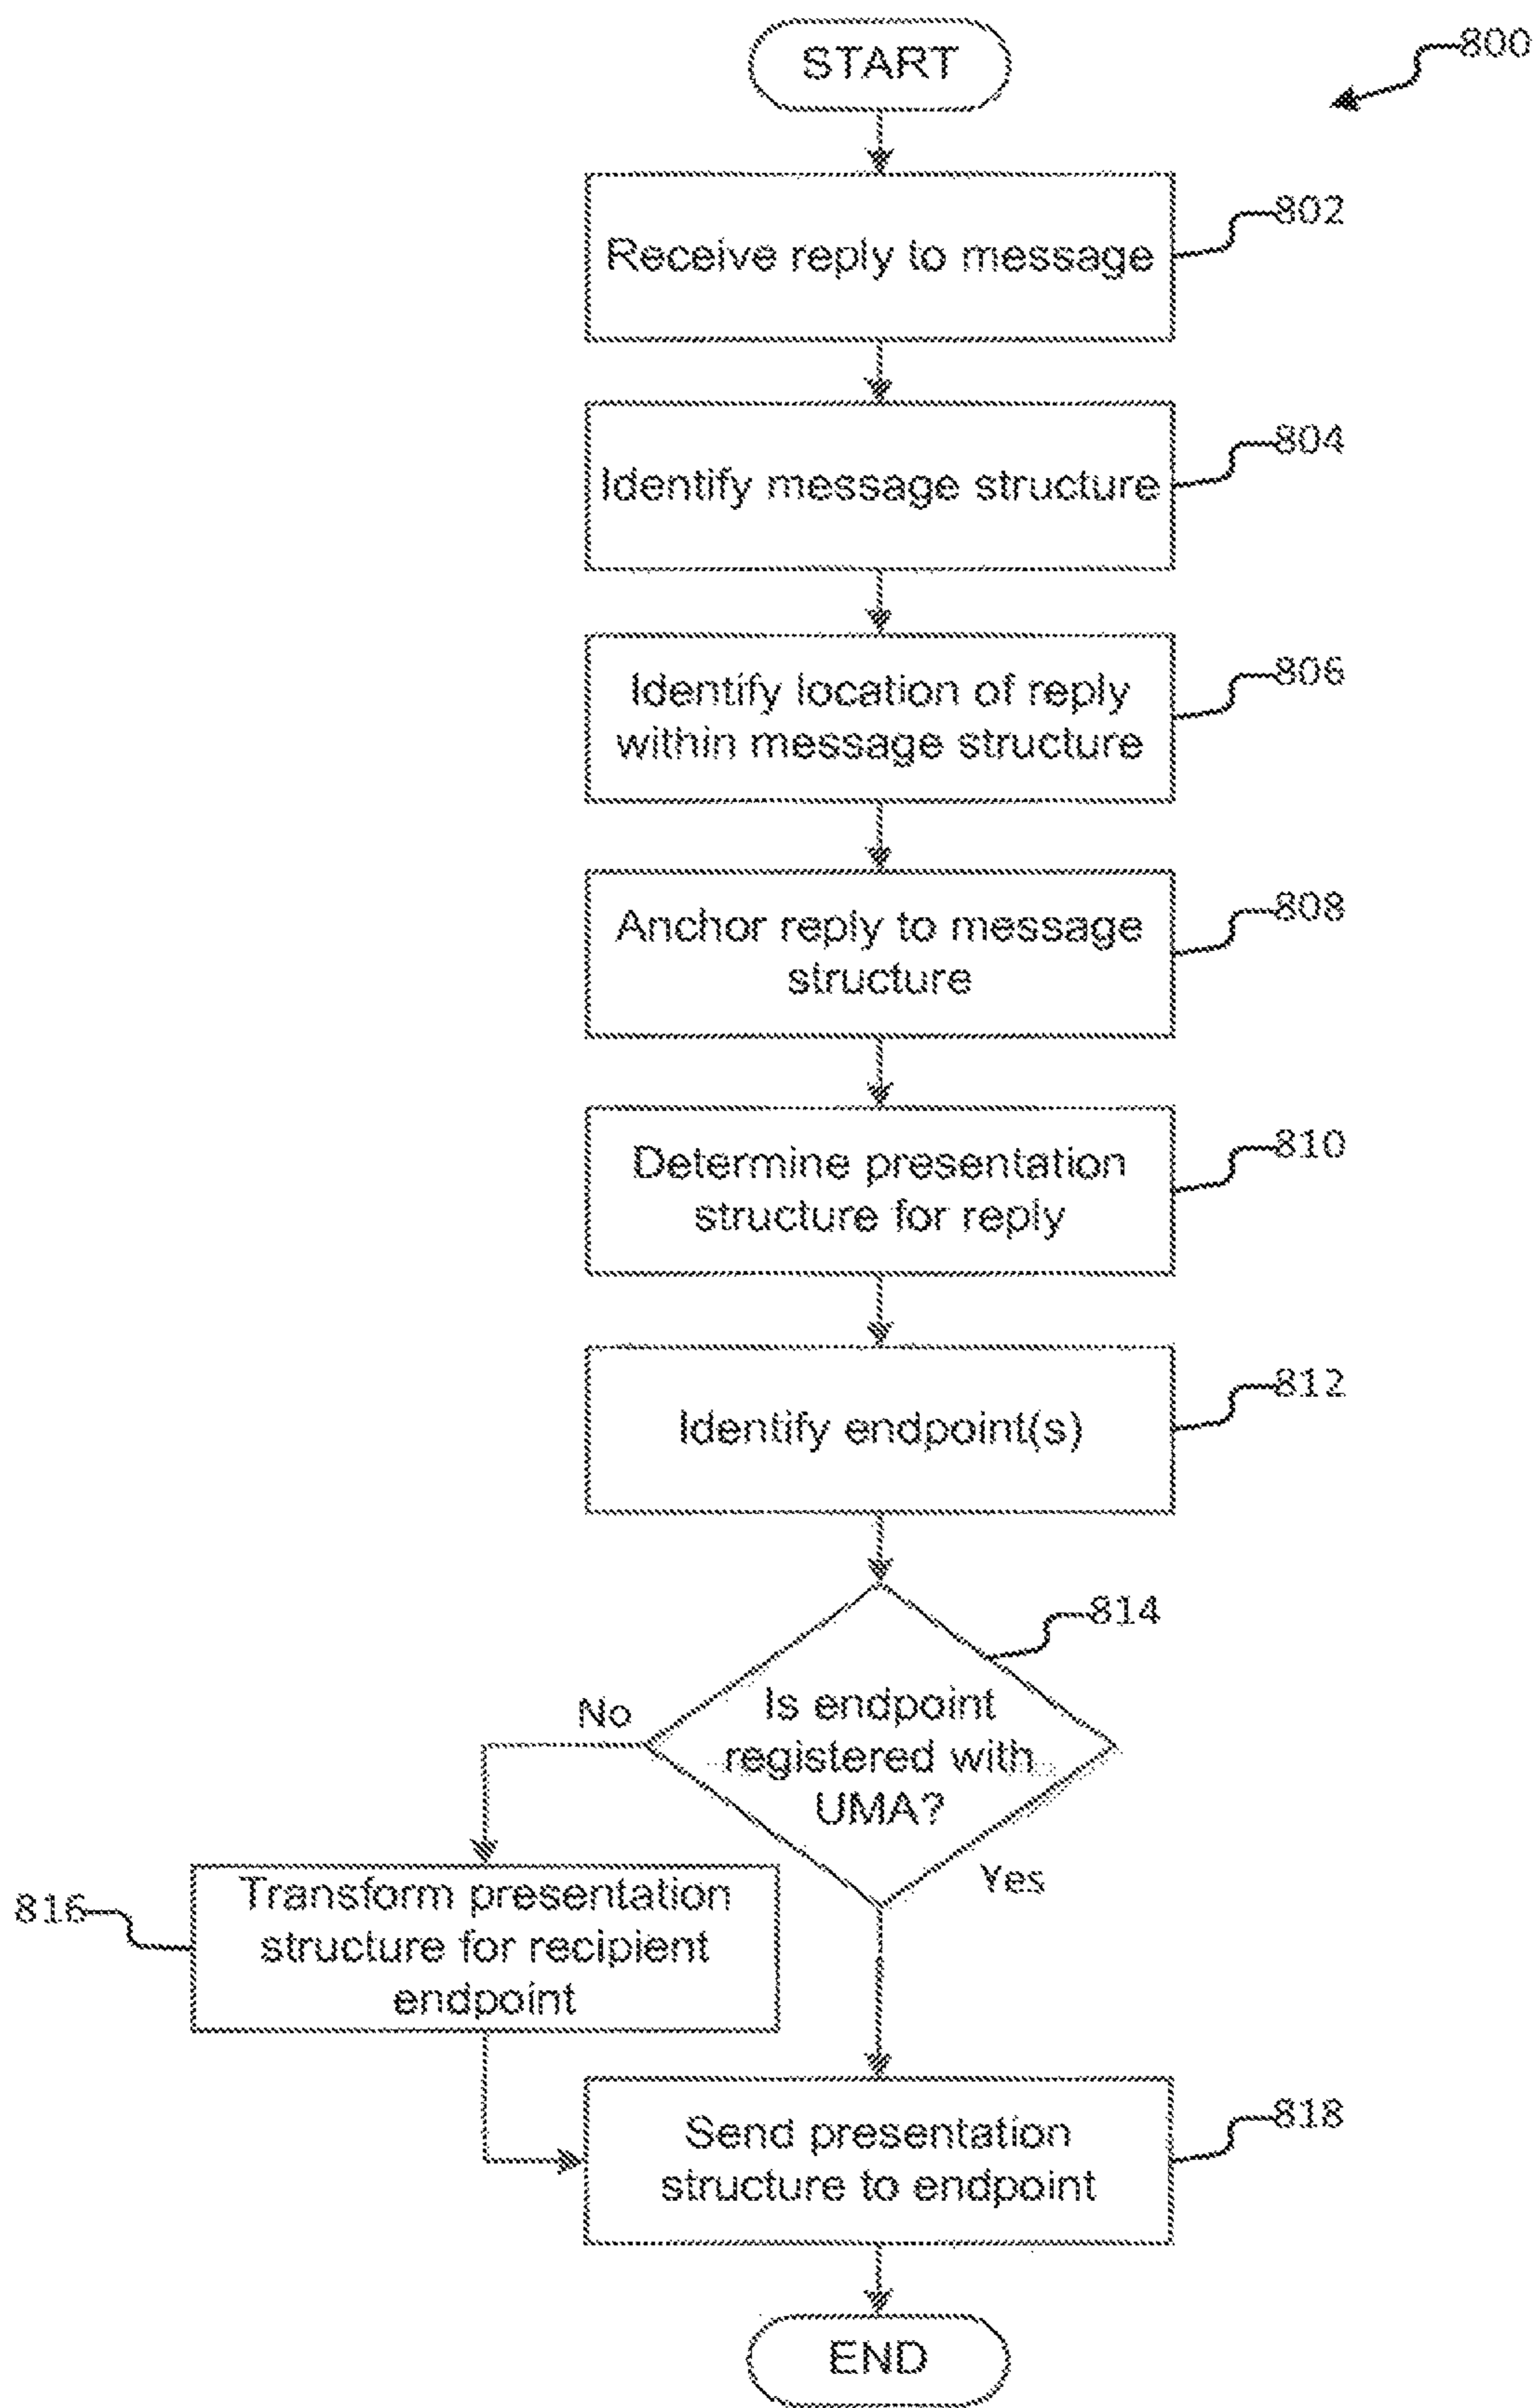 START
800
Receive reply to message
802
Identify message structure
804
Identify location of reply
within message structure
806
Anchor reply to message
structure
808
Determine presentation
structure for reply
810
Identify endpoint(s)
812
814
Is endpoint
registered with
UMA?
No
Yes
816
Transform presentation
structure for recipient
endpoint
Send presentation
structure to endpoint
818
END